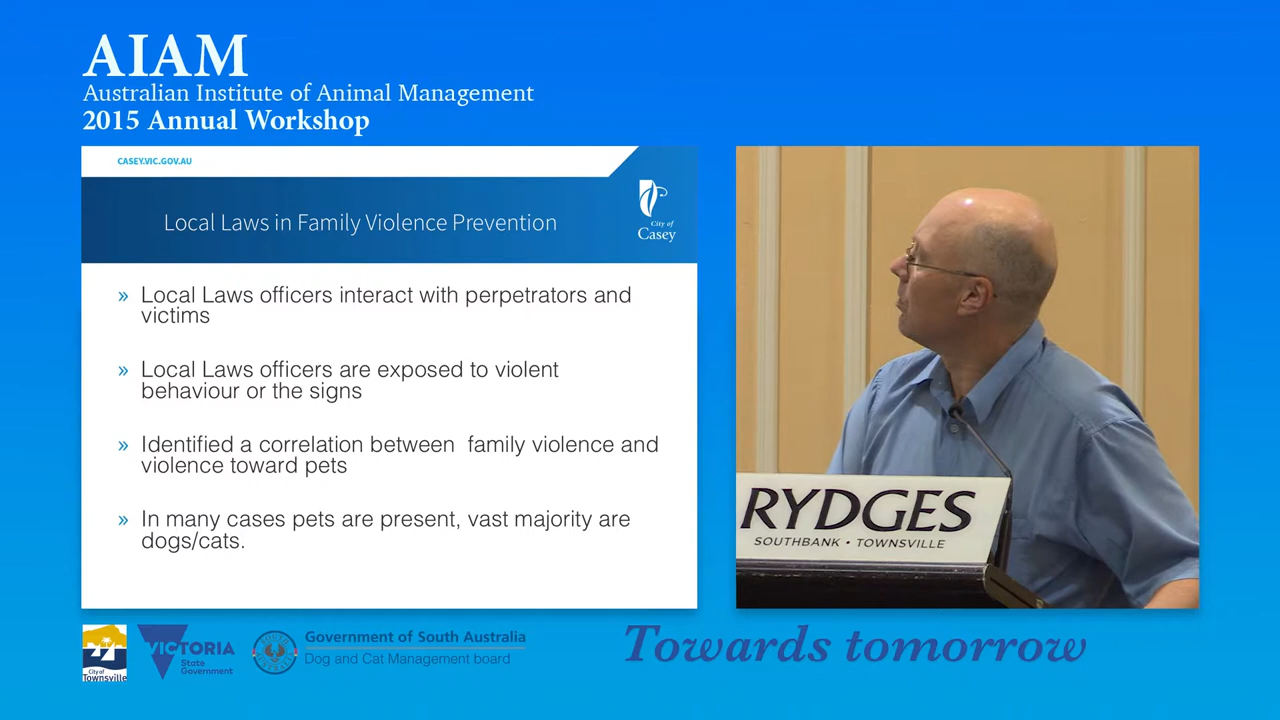 AIAM
Australian Institute of Animal Management
2015 Annual Workshop
CASEY.VIC.GOV.AU
Local Laws in Family Violence Prevention
City of
Casey
» Local Laws officers interact with perpetrators and
victims
» Local Laws officers are exposed to violent
behaviour or the signs
» Identified a correlation between  family violence and
violence toward pets
» In many cases pets are present, vast majority are
dogs/cats.
RYDGES
SOUTHBANK • TOWNSVILLE
City of
Townsville
VICTORIA
State
Government
Government of South Australia
Dog and Cat Management board
Towards tomorrow